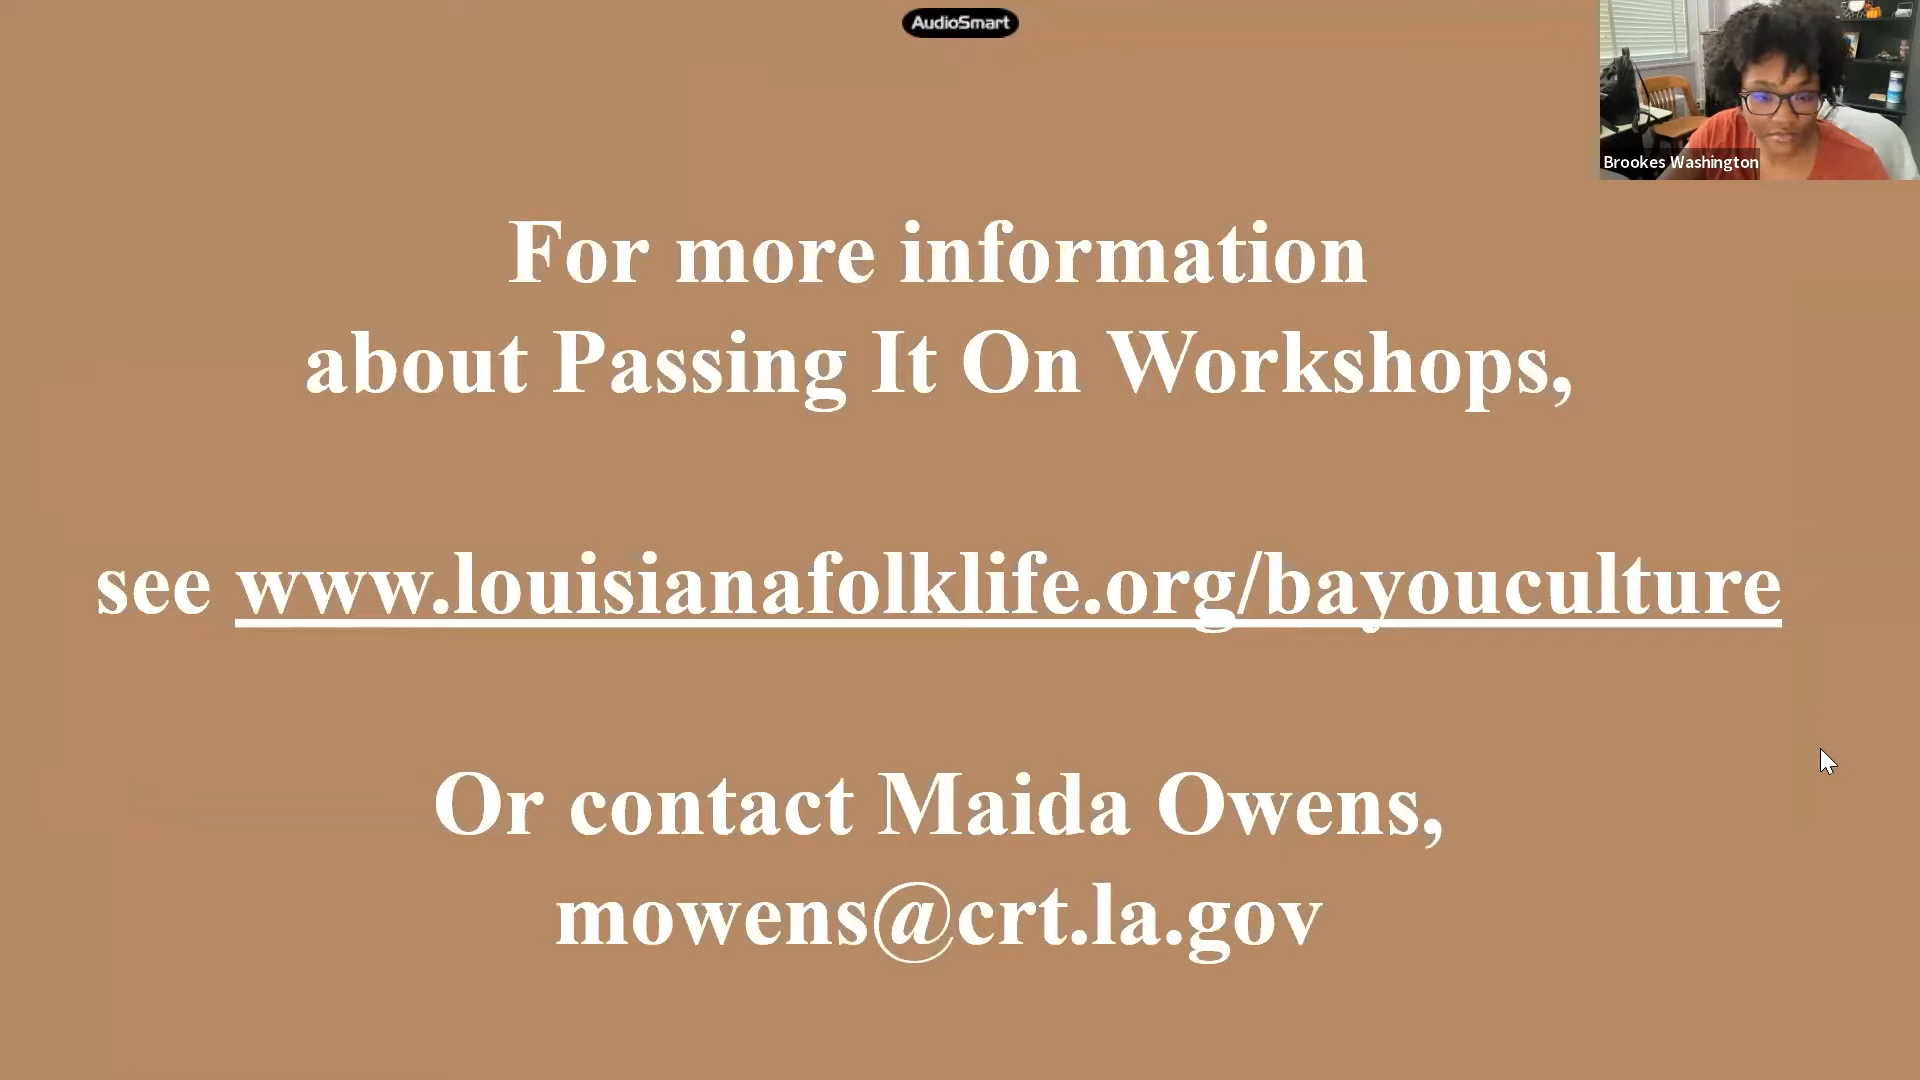 AudioSmart
Brookes Washington
For more information
about Passing It On Workshops,
see www.louisianafolklife.org/bayouculture
Or contact Maida Owens,
mowens@crt.la.gov